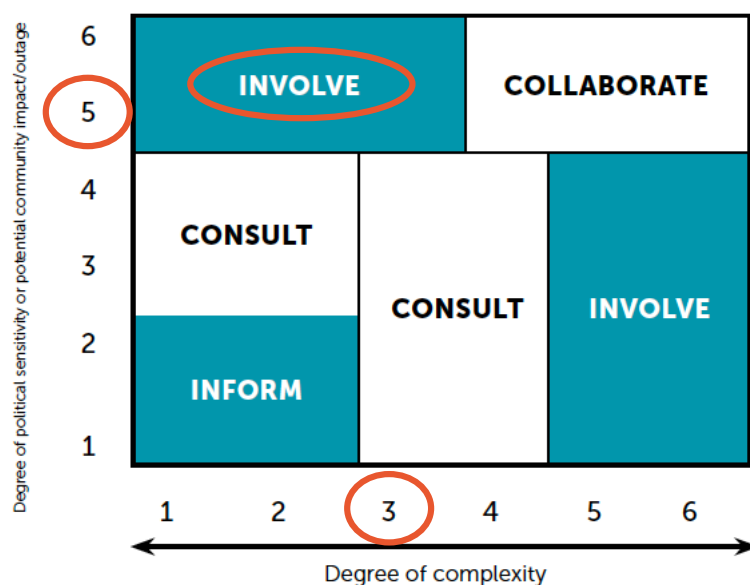 Degree of political sensitivity or potential community impact/outage
6
5
4
3
2
1
INVOLVE
COLLABORATE
CONSULT
CONSULT
INVOLVE
INFORM
1 2 3 4 5 6
Degree of complexity